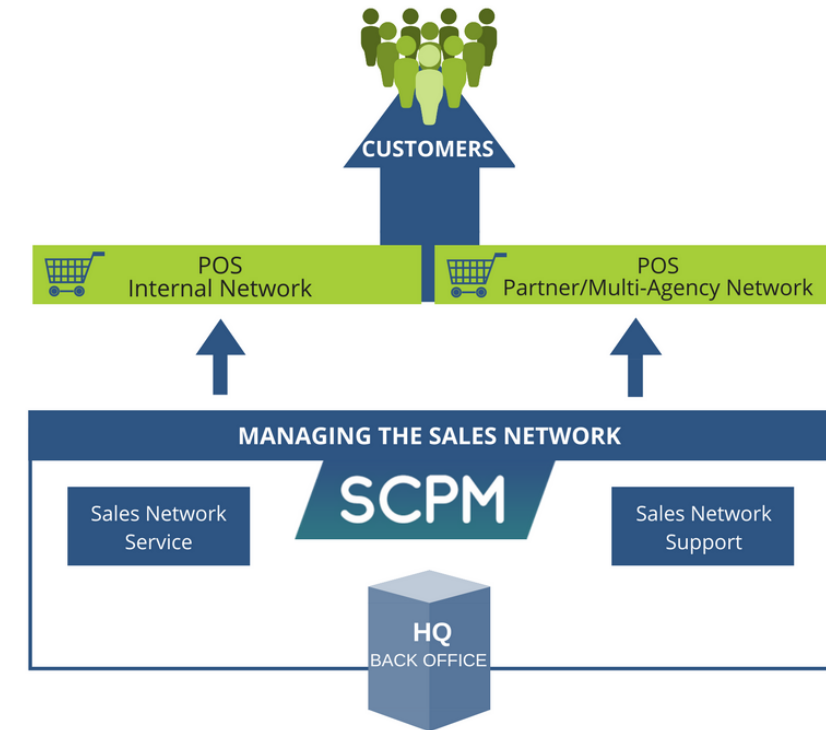 CUSTOMERS
POS
Internal Network
POS
Partner/Multi-Agency Network
MANAGING THE SALES NETWORK
SCPM
Sales Network
Service
Sales Network
Support
HQ
BACK OFFICE